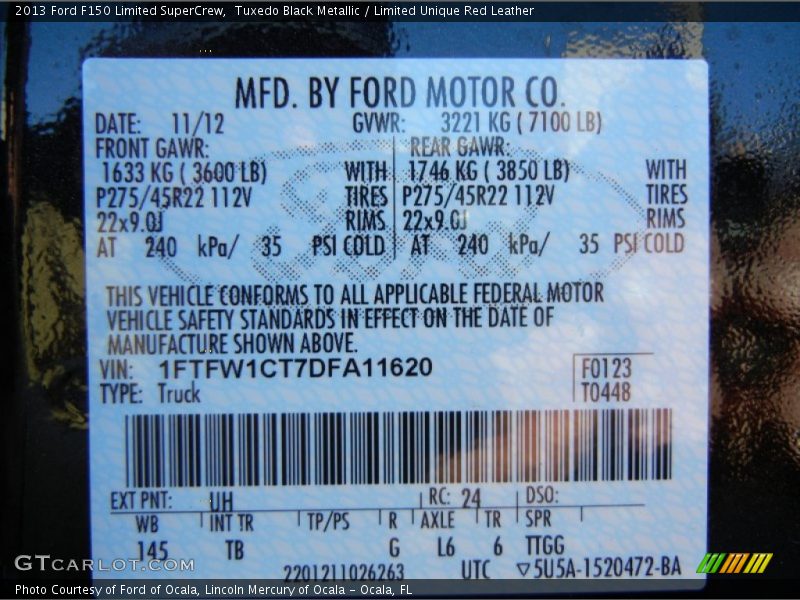 2013 Ford F150 Limited SuperCrew,  Tuxedo Black Metallic / Limited Unique Red Leather
MFD. BY FORD MOTOR CO.
DATE: 11/12 GVWR: 3221 KG ( 7100 LB)
FRONT GAWR: REAR GAWR:
1633 KG ( 3600 LB) WITH 1746 KG ( 3850 LB) WITH
P275/45R22 112V TIRES P275/45R22 112V TIRES
22x9.0J RIMS 22x9.0J RIMS
AT 240 kPa/ 35 PSI COLD AT 240 kPa/ 35 PSI COLD
THIS VEHICLE CONFORMS TO ALL APPLICABLE FEDERAL MOTOR
VEHICLE SAFETY STANDARDS IN EFFECT ON THE DATE OF
MANUFACTURE SHOWN ABOVE.
VIN: 1FTFW1CT7DFA11620 F0123
TYPE: Truck T0448
EXT PNT: UH RC: 24 DSO:
WB INT TR TP/PS R AXLE TR SPR
145 TB G L6 6 TTGG
2201211026263 UTC ▽5U5A-1520472-BA
GTCARLOT.COM
Photo Courtesy of Ford of Ocala, Lincoln Mercury of Ocala – Ocala, FL